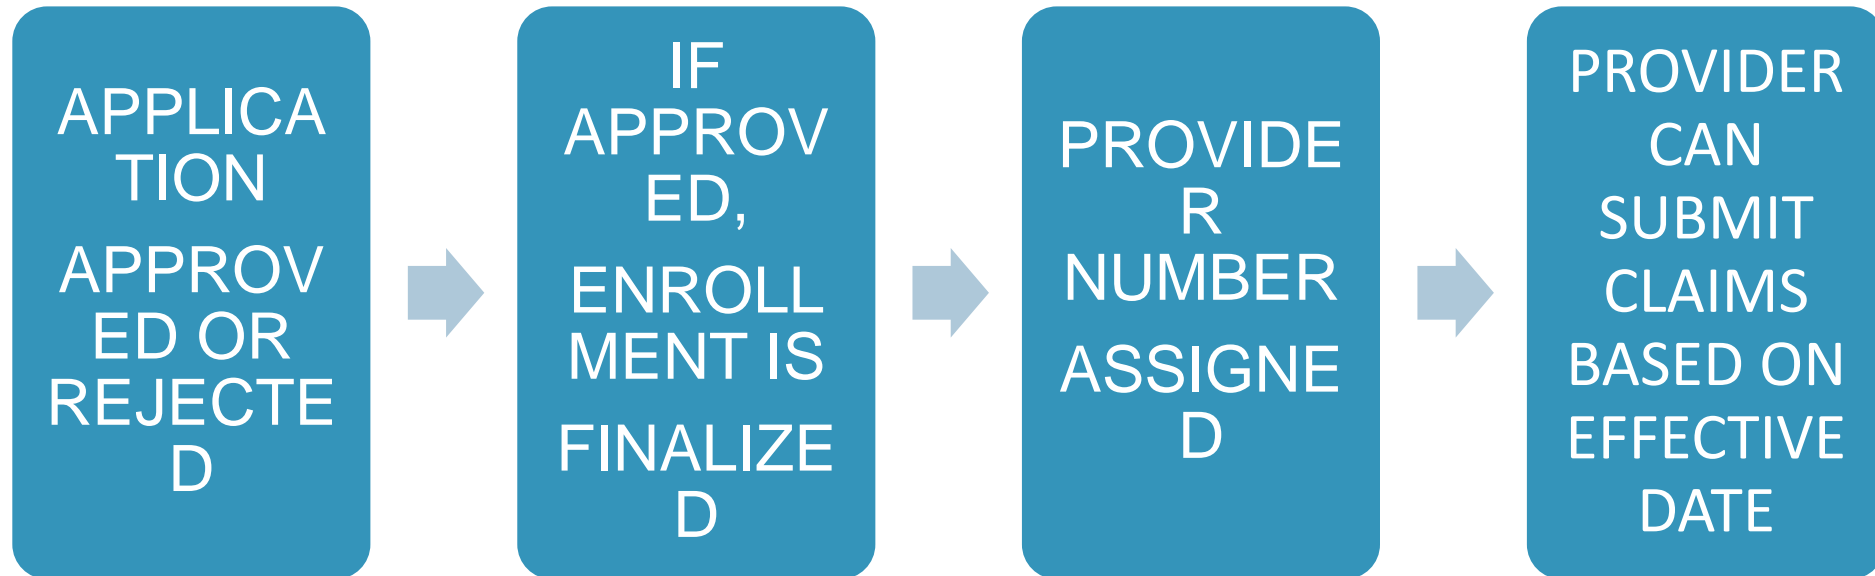 APPLICA
TION
APPROV
ED OR
REJECTE
D
IF
APPROV
ED,
ENROLL
MENT IS
FINALIZE
D
PROVIDE
R
NUMBER
ASSIGNE
D
PROVIDER
CAN
SUBMIT
CLAIMS
BASED ON
EFFECTIVE
DATE